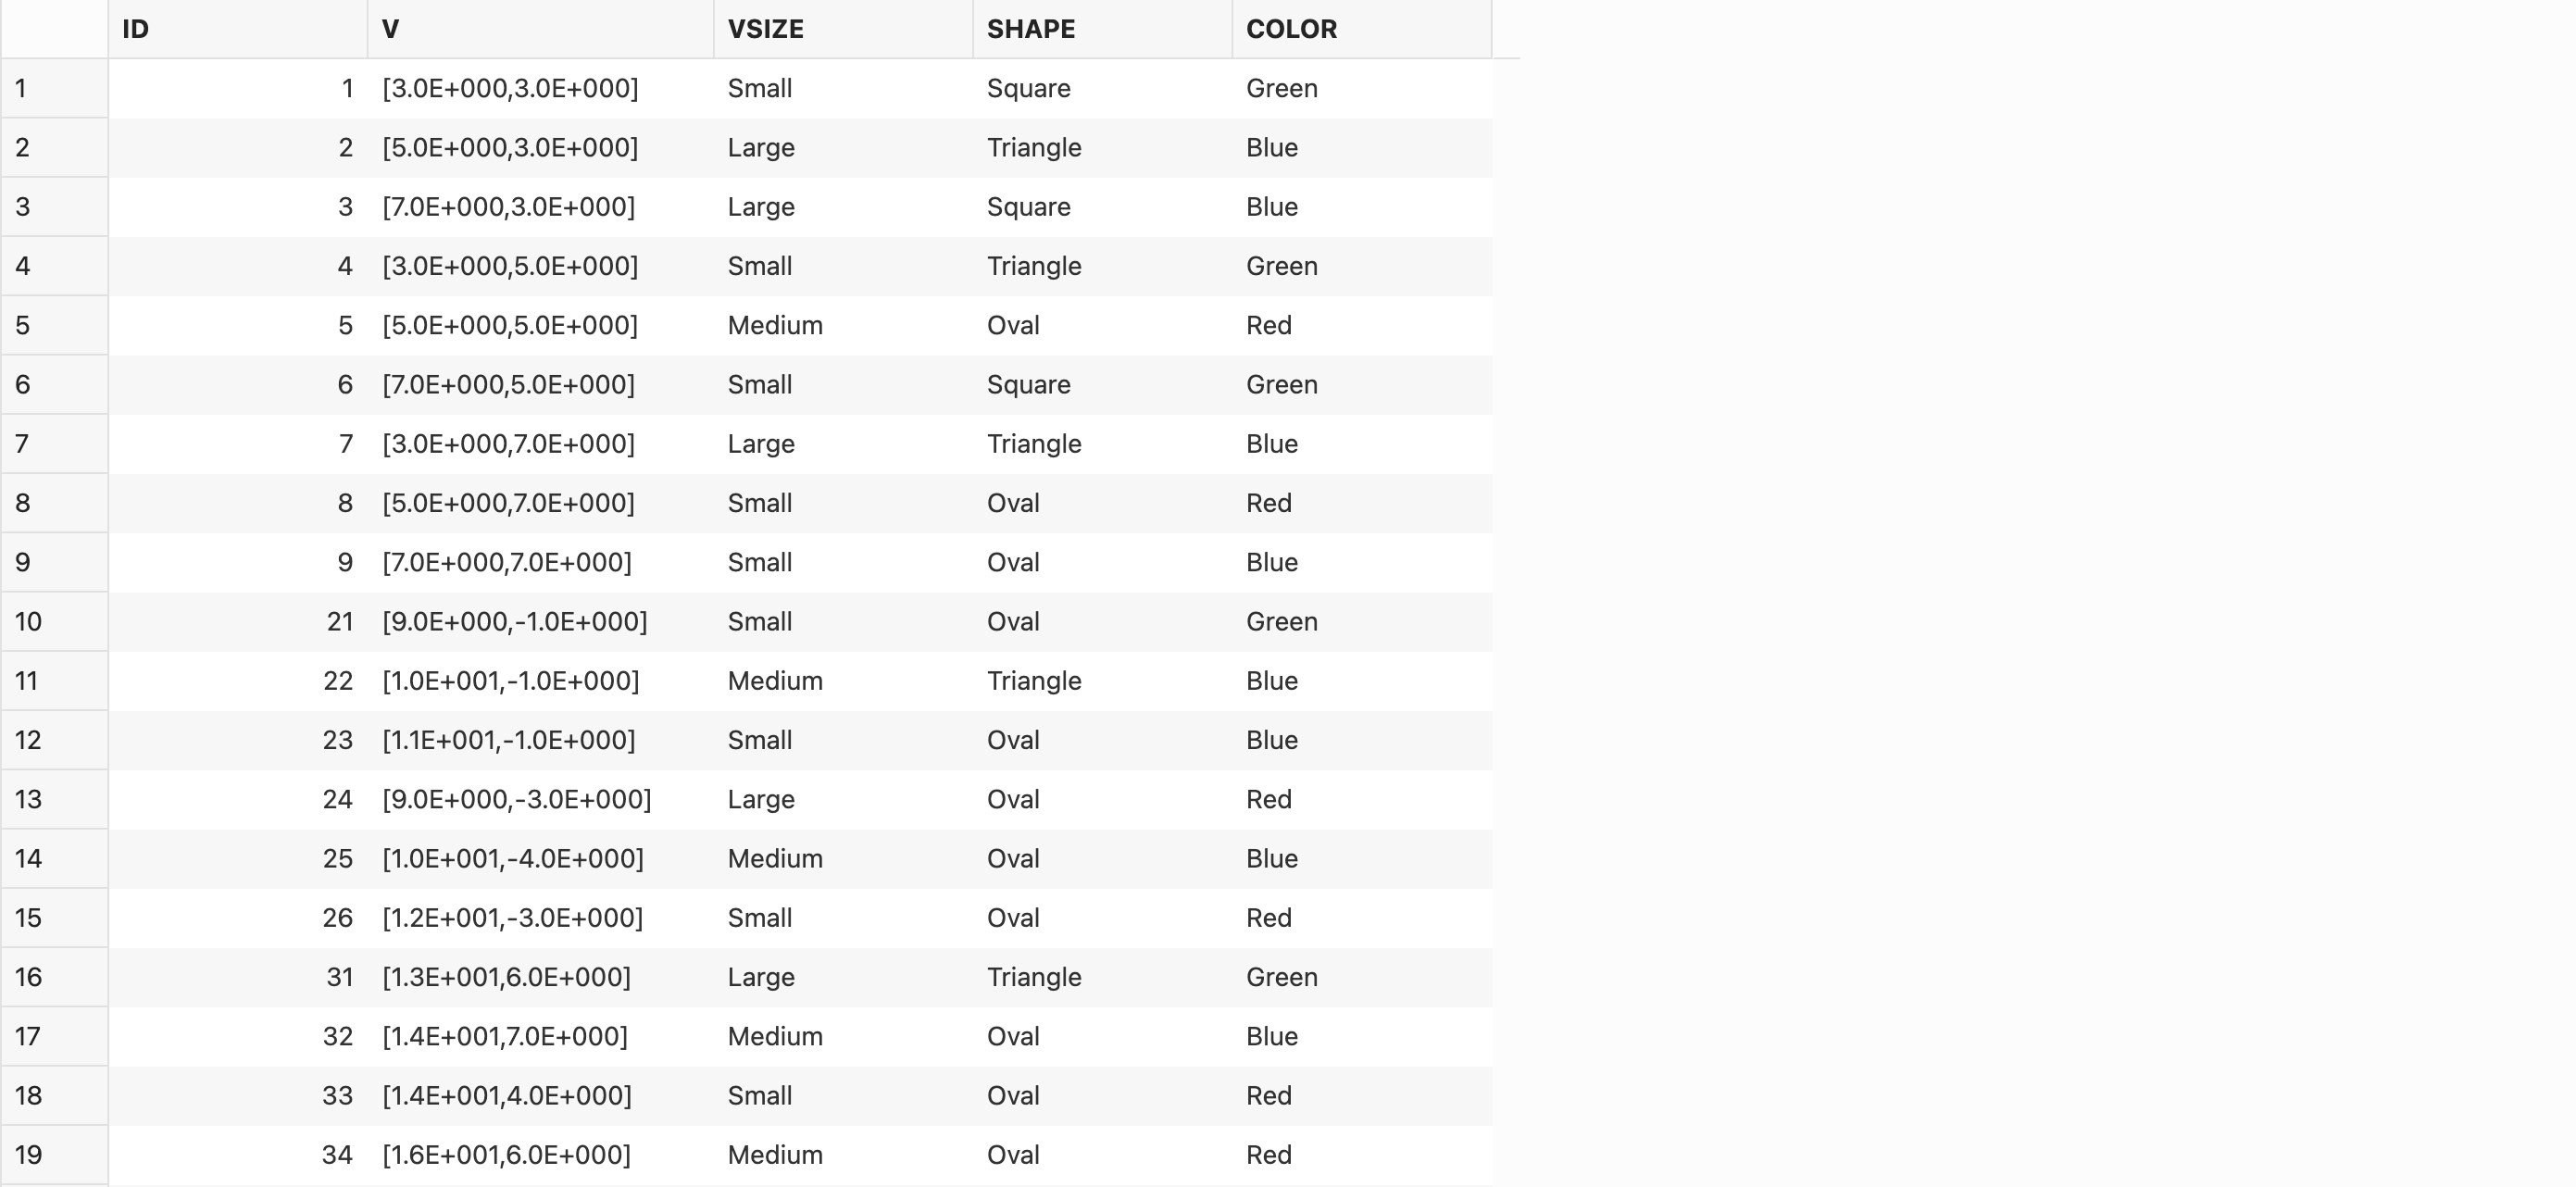 ID V VSIZE SHAPE COLOR
1 1 [3.0E+000,3.0E+000] Small Square Green
2 2 [5.0E+000,3.0E+000] Large Triangle Blue
3 3 [7.0E+000,3.0E+000] Large Square Blue
4 4 [3.0E+000,5.0E+000] Small Triangle Green
5 5 [5.0E+000,5.0E+000] Medium Oval Red
6 6 [7.0E+000,5.0E+000] Small Square Green
7 7 [3.0E+000,7.0E+000] Large Triangle Blue
8 8 [5.0E+000,7.0E+000] Small Oval Red
9 9 [7.0E+000,7.0E+000] Small Oval Blue
10 21 [9.0E+000,-1.0E+000] Small Oval Green
11 22 [1.0E+001,-1.0E+000] Medium Triangle Blue
12 23 [1.1E+001,-1.0E+000] Small Oval Blue
13 24 [9.0E+000,-3.0E+000] Large Oval Red
14 25 [1.0E+001,-4.0E+000] Medium Oval Blue
15 26 [1.2E+001,-3.0E+000] Small Oval Red
16 31 [1.3E+001,6.0E+000] Large Triangle Green
17 32 [1.4E+001,7.0E+000] Medium Oval Blue
18 33 [1.4E+001,4.0E+000] Small Oval Red
19 34 [1.6E+001,6.0E+000] Medium Oval Red